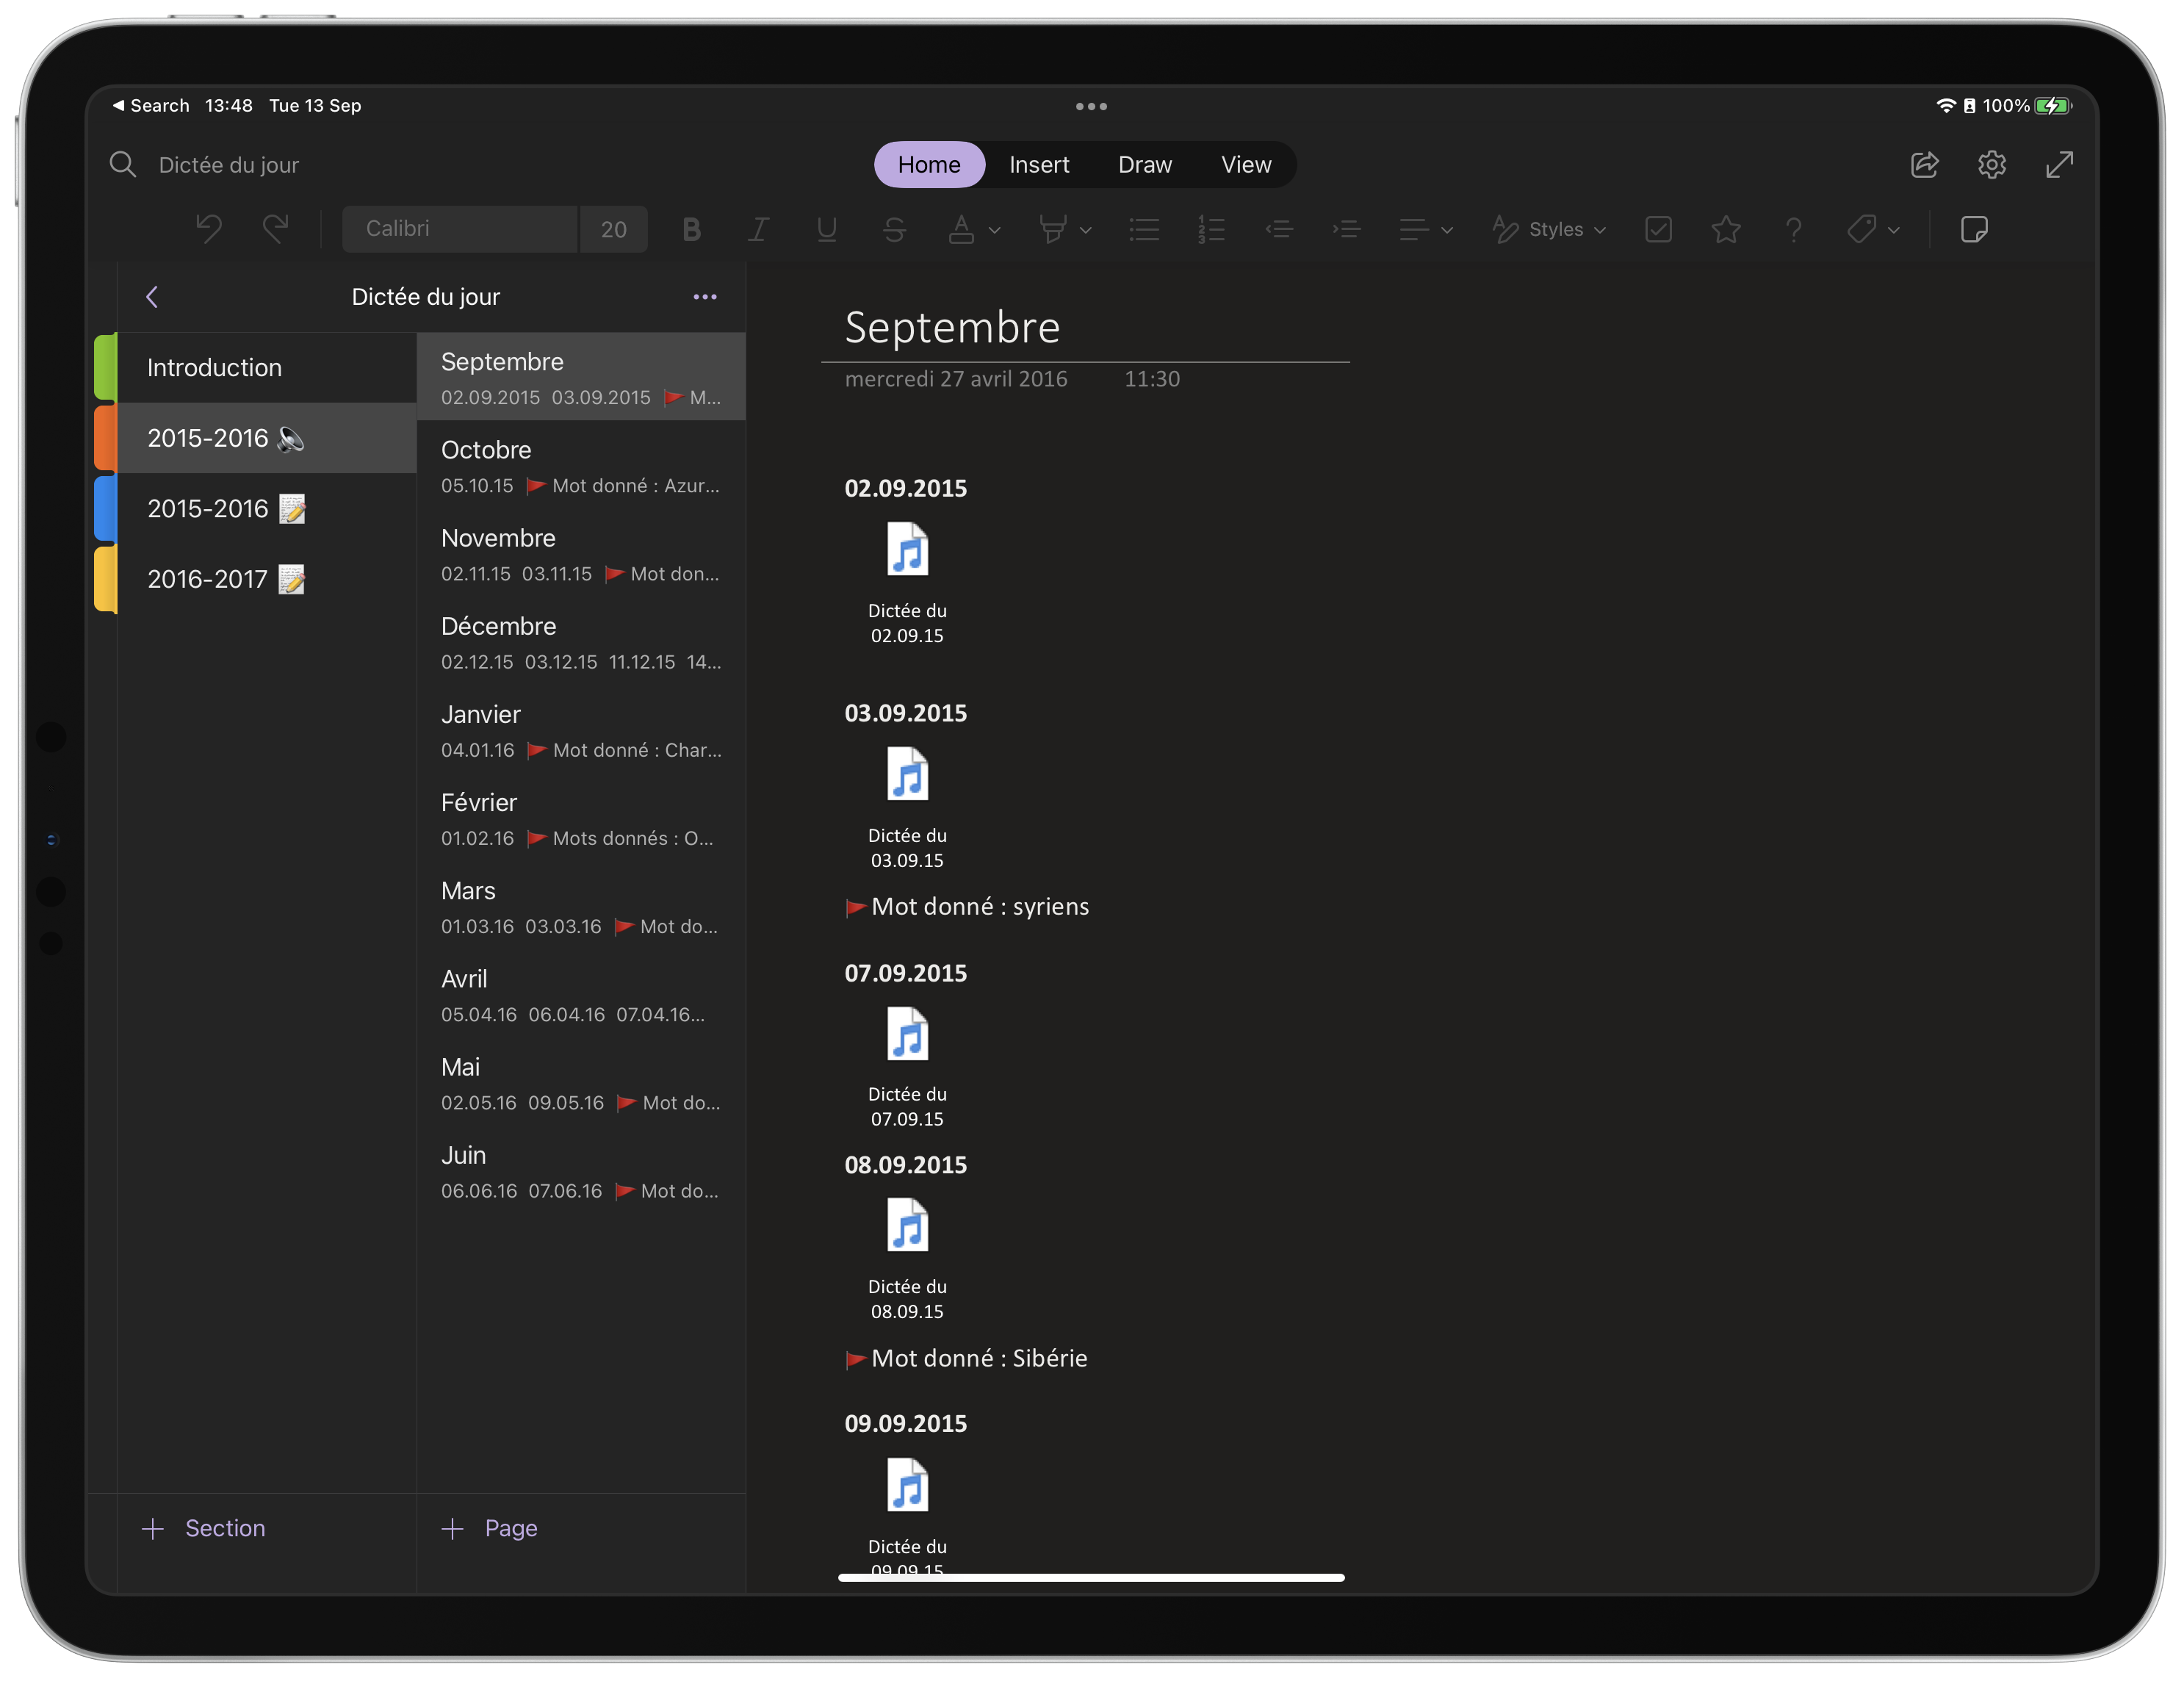 ◀ Search 13:48 Tue 13 Sep
100%
Dictée du jour
Home Insert Draw View
Calibri 20 B I U S A Styles ?
Dictée du jour
Introduction
2015-2016
2015-2016
2016-2017
Septembre
02.09.2015 03.09.2015 M...
Octobre
05.10.15 Mot donné : Azur...
Novembre
02.11.15 03.11.15 Mot don...
Décembre
02.12.15 03.12.15 11.12.15 14...
Janvier
04.01.16 Mot donné : Char...
Février
01.02.16 Mots donnés : O...
Mars
01.03.16 03.03.16 Mot do...
Avril
05.04.16 06.04.16 07.04.16...
Mai
02.05.16 09.05.16 Mot do...
Juin
06.06.16 07.06.16 Mot do...
+ Section
+ Page
Septembre
mercredi 27 avril 2016 11:30
02.09.2015
Dictée du
02.09.15
03.09.2015
Dictée du
03.09.15
Mot donné : syriens
07.09.2015
Dictée du
07.09.15
08.09.2015
Dictée du
08.09.15
Mot donné : Sibérie
09.09.2015
Dictée du
09.09.15